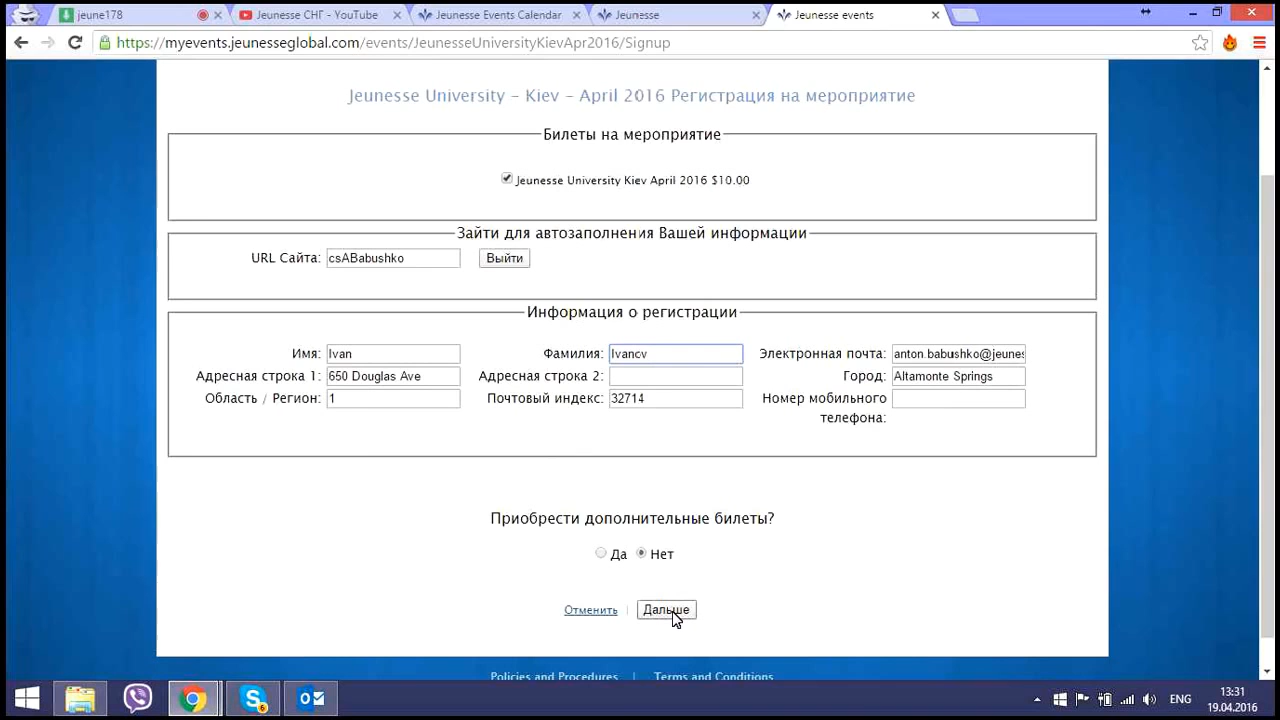 jeune178
Jeunesse СНГ - YouTube
Jeunesse Events Calendar
Jeunesse
Jeunesse events
https://myevents.jeunesseglobal.com/events/JeunesseUniversityKievApr2016/Signup
Jeunesse University - Kiev - April 2016 Регистрация на мероприятие
Билеты на мероприятие
Jeunesse University Kiev April 2016 $10.00
Зайти для автозаполнения Вашей информации
URL Сайта: csABabushko Выйти
Информация о регистрации
Имя: Ivan Фамилия: Ivancv Электронная почта: anton.babushko@jeunes
Адресная строка 1: 650 Douglas Ave Адресная строка 2: Город: Altamonte Springs
Область / Регион: 1 Почтовый индекс: 32714 Номер мобильного
телефона:
Приобрести дополнительные билеты?
Да Нет
Отменить | Дальше
Policies and Procedures Terms and Conditions
6
ENG
13:31
19.04.2016